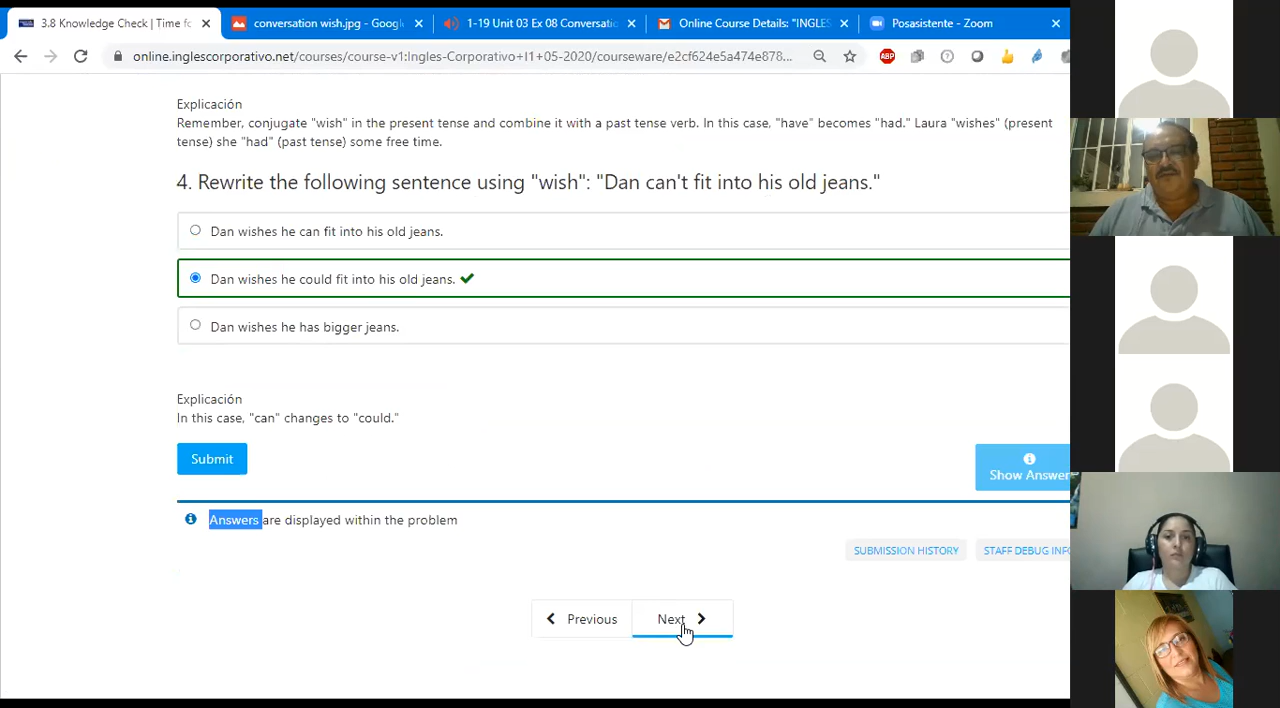 3.8 Knowledge Check | Time fo
conversation wish.jpg - Google
1-19 Unit 03 Ex 08 Conversatio
Online Course Details: "INGLES
Posasistente - Zoom
online.inglescorporativo.net/courses/course-v1:Ingles-Corporativo+I1+05-2020/courseware/e2cf624e5a474e878...
ABP
Explicación
Remember, conjugate "wish" in the present tense and combine it with a past tense verb. In this case, "have" becomes "had." Laura "wishes" (present
tense) she "had" (past tense) some free time.
4. Rewrite the following sentence using "wish": "Dan can't fit into his old jeans."
Dan wishes he can fit into his old jeans.
Dan wishes he could fit into his old jeans.
Dan wishes he has bigger jeans.
Explicación
In this case, "can" changes to "could."
Submit
Show Answer
Answers are displayed within the problem
SUBMISSION HISTORY
STAFF DEBUG INFO
Previous
Next